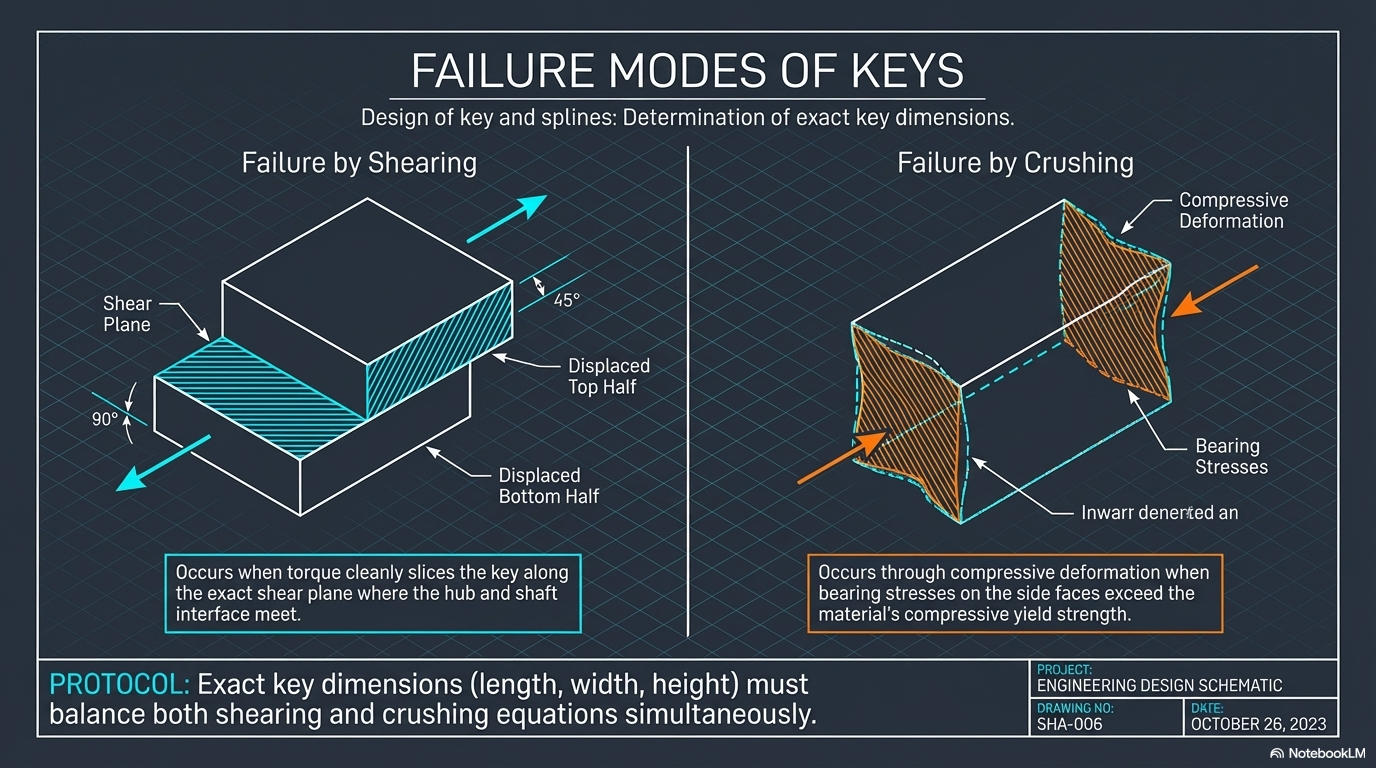 FAILURE MODES OF KEYS
Design of key and splines: Determination of exact key dimensions.
Failure by Shearing
Shear
Plane
90°
45°
Displaced
Top Half
Displaced
Bottom Half
Occurs when torque cleanly slices the key along
the exact shear plane where the hub and shaft
interface meet.
Failure by Crushing
Compressive
Deformation
Bearing
Stresses
Inwarr an
Occurs through compressive deformation when
bearing stresses on the side faces exceed the
material's compressive yield strength.
PROTOCOL: Exact key dimensions (length, width, height) must
balance both shearing and crushing equations simultaneously.
PROJECT:
ENGINEERING DESIGN SCHEMATIC
DRAWING NO:
SHA-006
DATE:
OCTOBER 26, 2023
NotebookLM